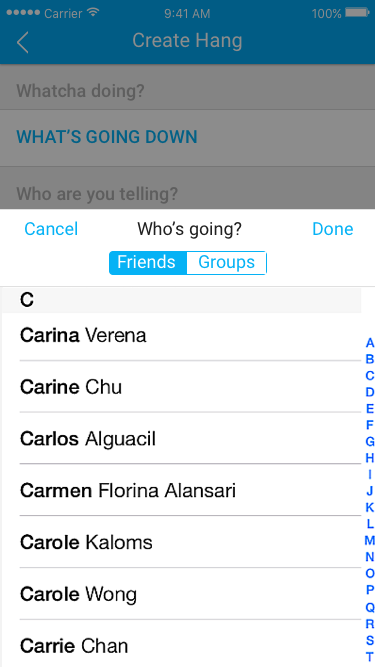 Carrier 9:41 AM 100%
Create Hang
Whatcha doing?
WHAT'S GOING DOWN
Who are you telling?
Cancel Who's going? Done
Friends Groups
C
Carina Verena
Carine Chu
Carlos Alguacil
Carmen Florina Alansari
Carole Kaloms
Carole Wong
Carrie Chan
A
B
C
D
E
F
G
H
I
J
K
L
M
N
O
P
Q
R
S
T